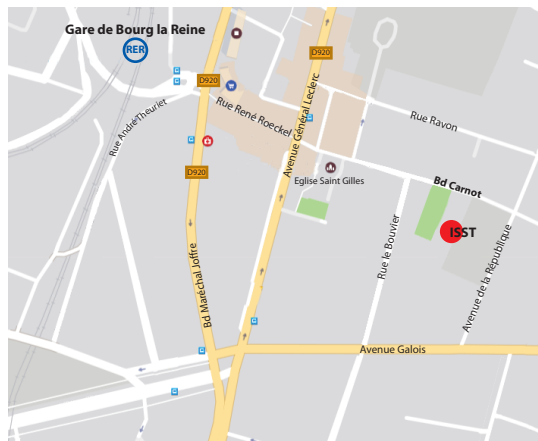 Gare de Bourg la Reine
RER
D920
D920
Rue André Theuriet
Rue René Roeckel
Avenue Général Leclerc
Rue Ravon
D920
Eglise Saint Gilles
Bd Carnot
ISST
Rue le Bouvier
Avenue de la République
Bd Maréchal Joffre
Avenue Galois
C
C
C
C
C
C
C